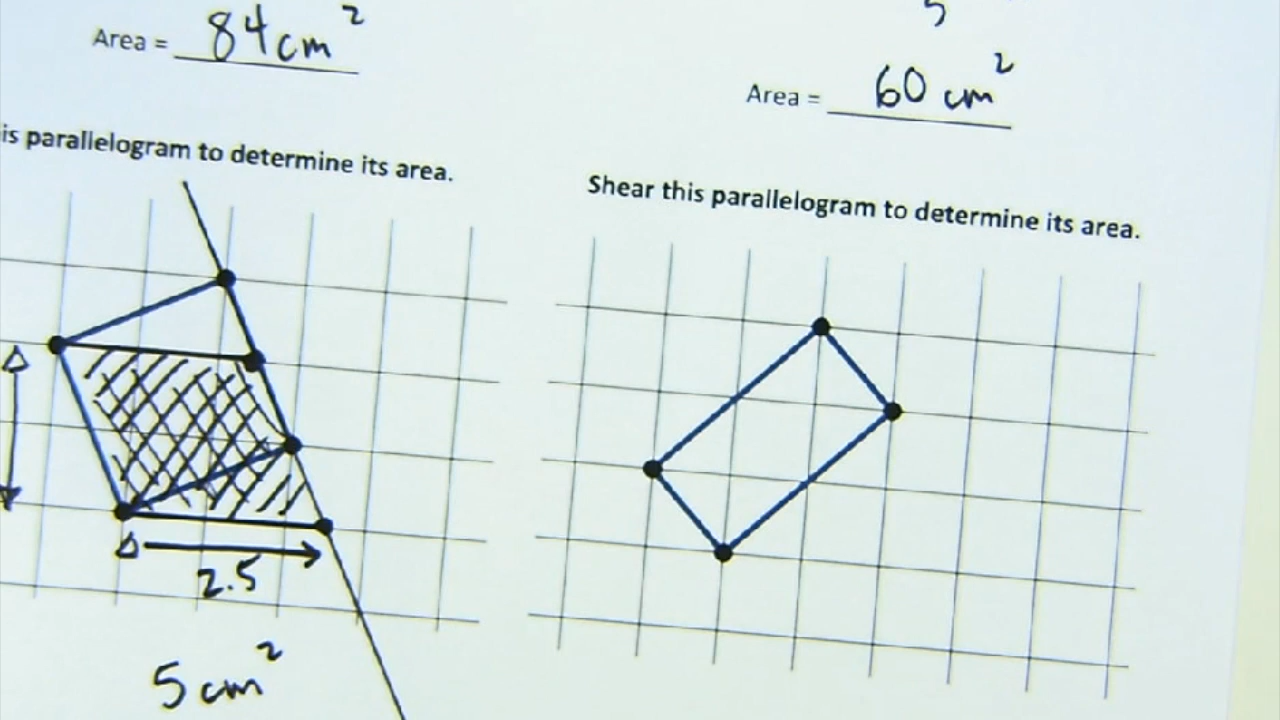 Area = 84 cm²
Area = 60 cm²
is parallelogram to determine its area.
Shear this parallelogram to determine its area.
2.5
5 cm²